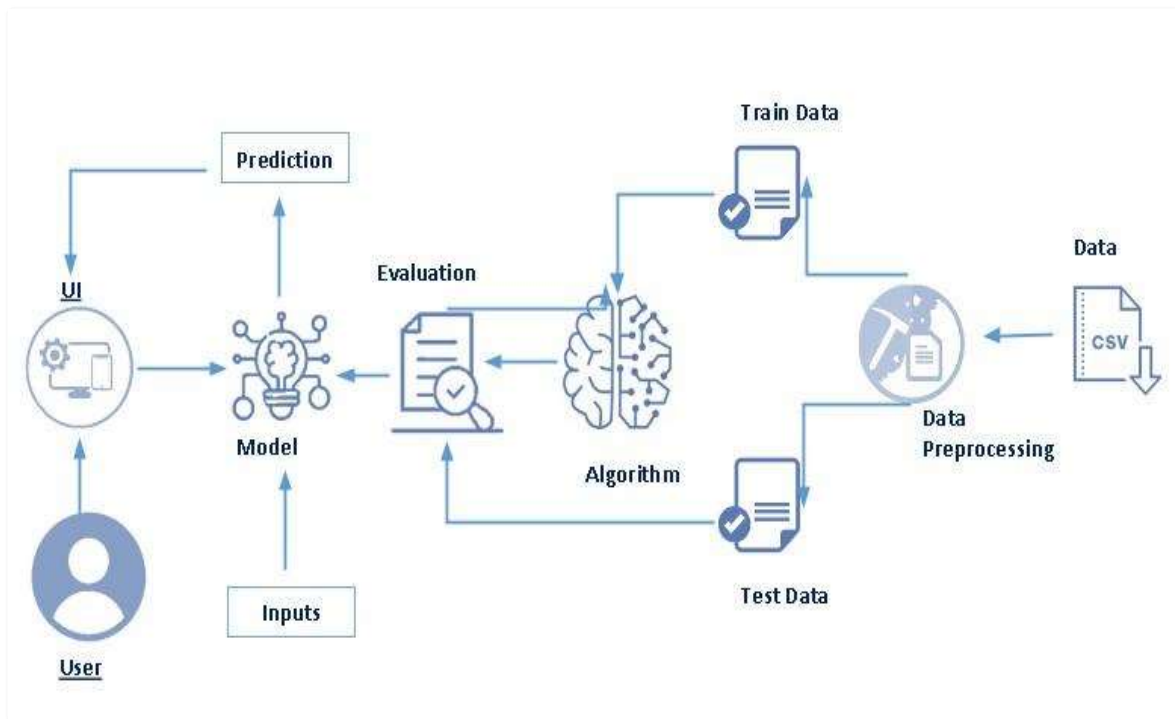 Train Data
Prediction
Data
Evaluation
UI
CSV
Data
Preprocessing
Model
Algorithm
Test Data
Inputs
User